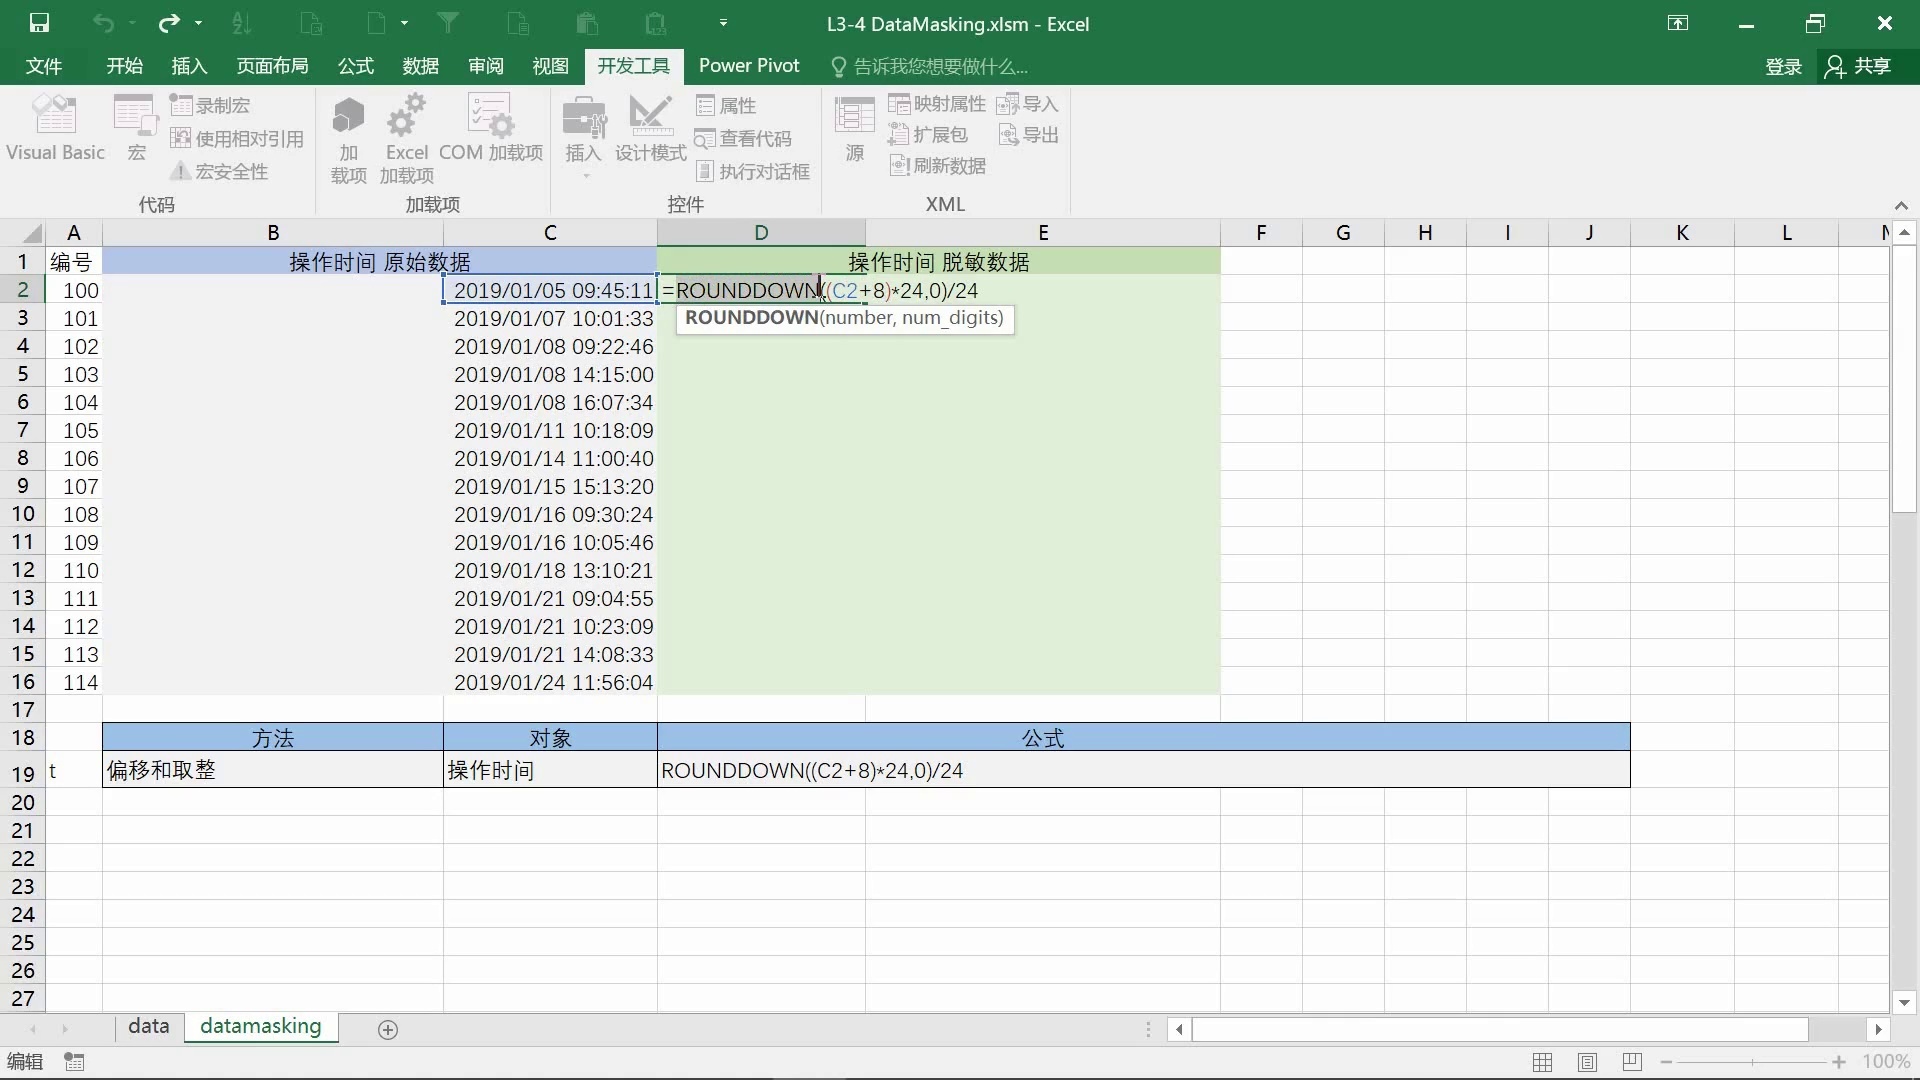 L3-4 DataMasking.xlsm - Excel
文件 开始 插入 页面布局 公式 数据 审阅 视图 开发工具 Power Pivot 告诉我您想要做什么... 登录 共享
Visual Basic
宏
录制宏
使用相对引用
宏安全性
代码
加
载项
Excel
加载项
COM 加载项
加载项
插入
设计模式
属性
查看代码
执行对话框
控件
源
映射属性
扩展包
刷新数据
导入
导出
XML
A B C D E F G H I J K L
1 编号 操作时间 原始数据 操作时间 脱敏数据
2 100 2019/01/05 09:45:11 =ROUNDDOWN((C2+8)*24,0)/24
ROUNDDOWN(number, num_digits)
3 101 2019/01/07 10:01:33
4 102 2019/01/08 09:22:46
5 103 2019/01/08 14:15:00
6 104 2019/01/08 16:07:34
7 105 2019/01/11 10:18:09
8 106 2019/01/14 11:00:40
9 107 2019/01/15 15:13:20
10 108 2019/01/16 09:30:24
11 109 2019/01/16 10:05:46
12 110 2019/01/18 13:10:21
13 111 2019/01/21 09:04:55
14 112 2019/01/21 10:23:09
15 113 2019/01/21 14:08:33
16 114 2019/01/24 11:56:04
17
18 方法 对象 公式
19 t 偏移和取整 操作时间 ROUNDDOWN((C2+8)*24,0)/24
20
21
22
23
24
25
26
27
data datamasking
编辑 100%